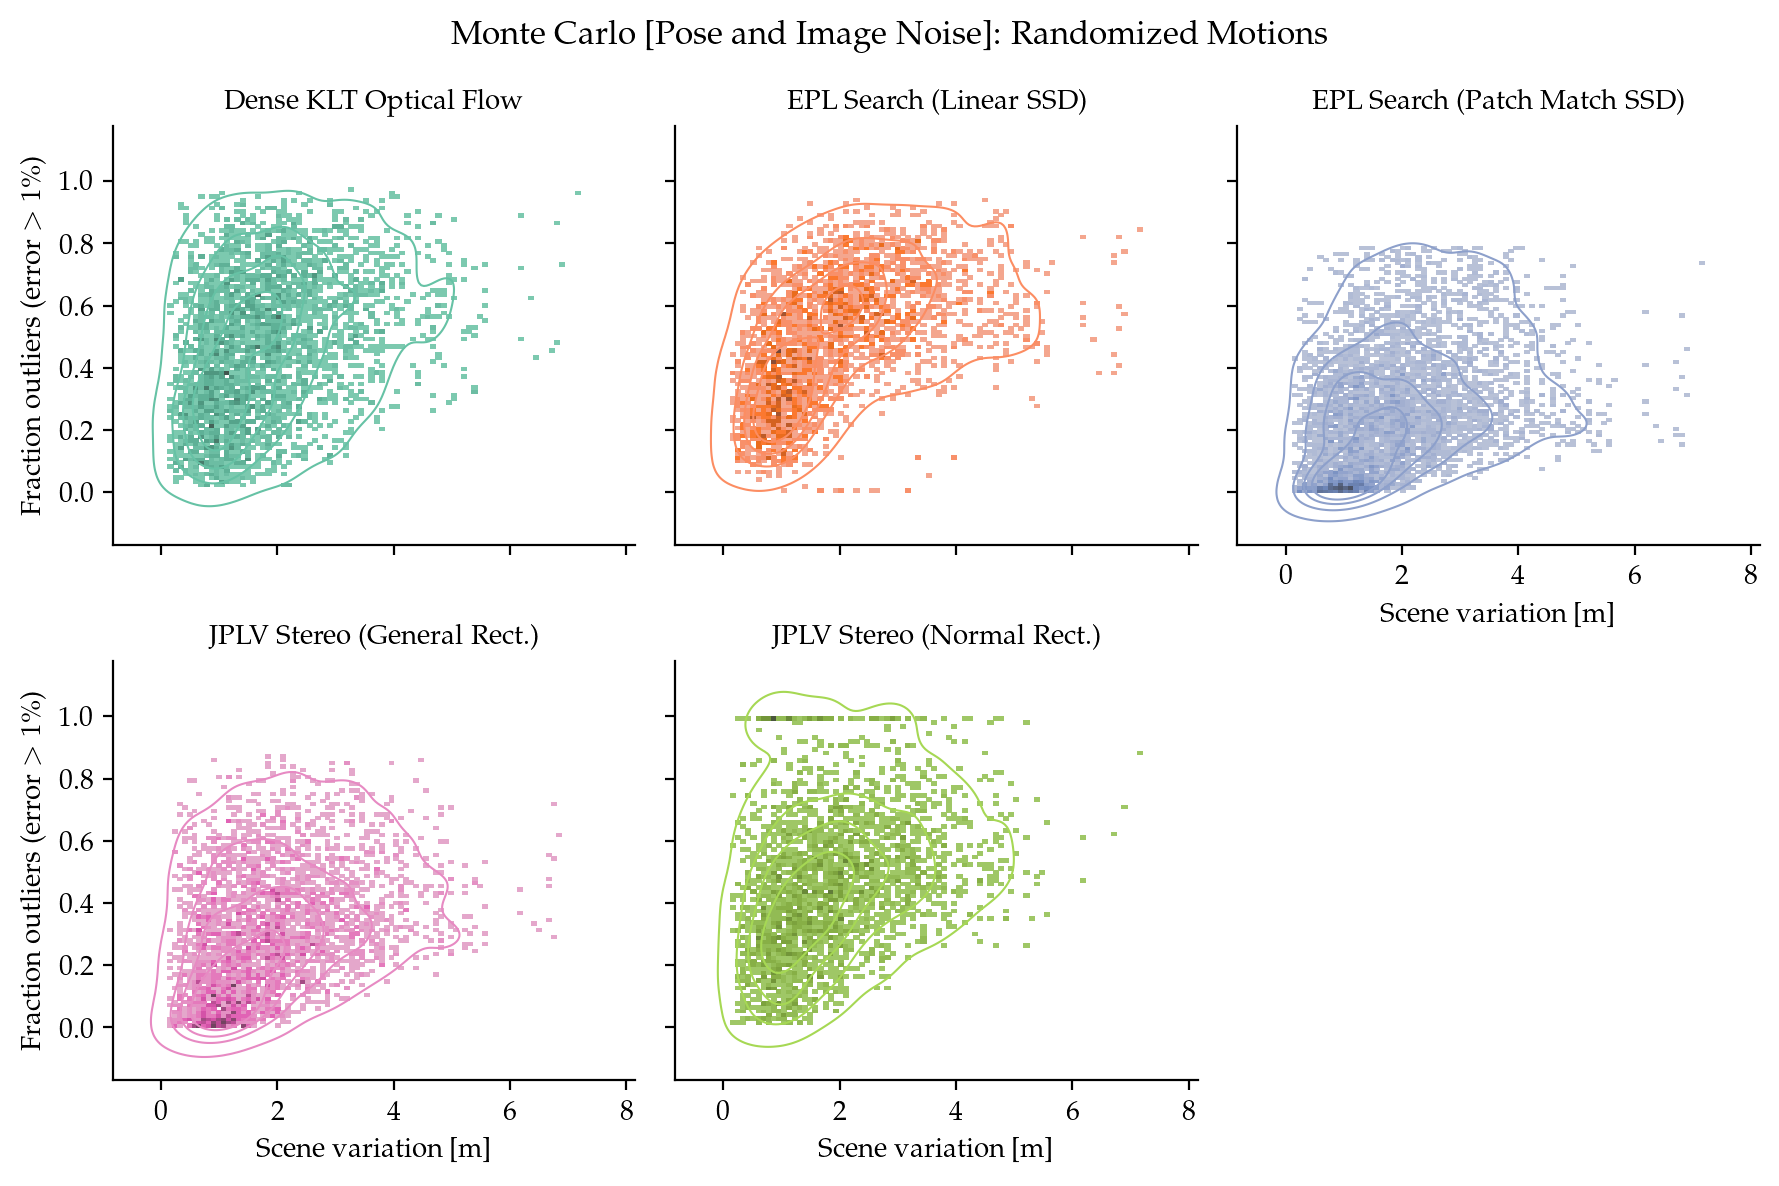 Monte Carlo [Pose and Image Noise]: Randomized Motions
Dense KLT Optical Flow
EPL Search (Linear SSD)
EPL Search (Patch Match SSD)
Fraction outliers (error > 1%)
1.0
0.8
0.6
0.4
0.2
0.0
0 2 4 6 8
Scene variation [m]
JPLV Stereo (General Rect.)
JPLV Stereo (Normal Rect.)
Fraction outliers (error > 1%)
1.0
0.8
0.6
0.4
0.2
0.0
0 2 4 6 8
0 2 4 6 8
Scene variation [m]
Scene variation [m]